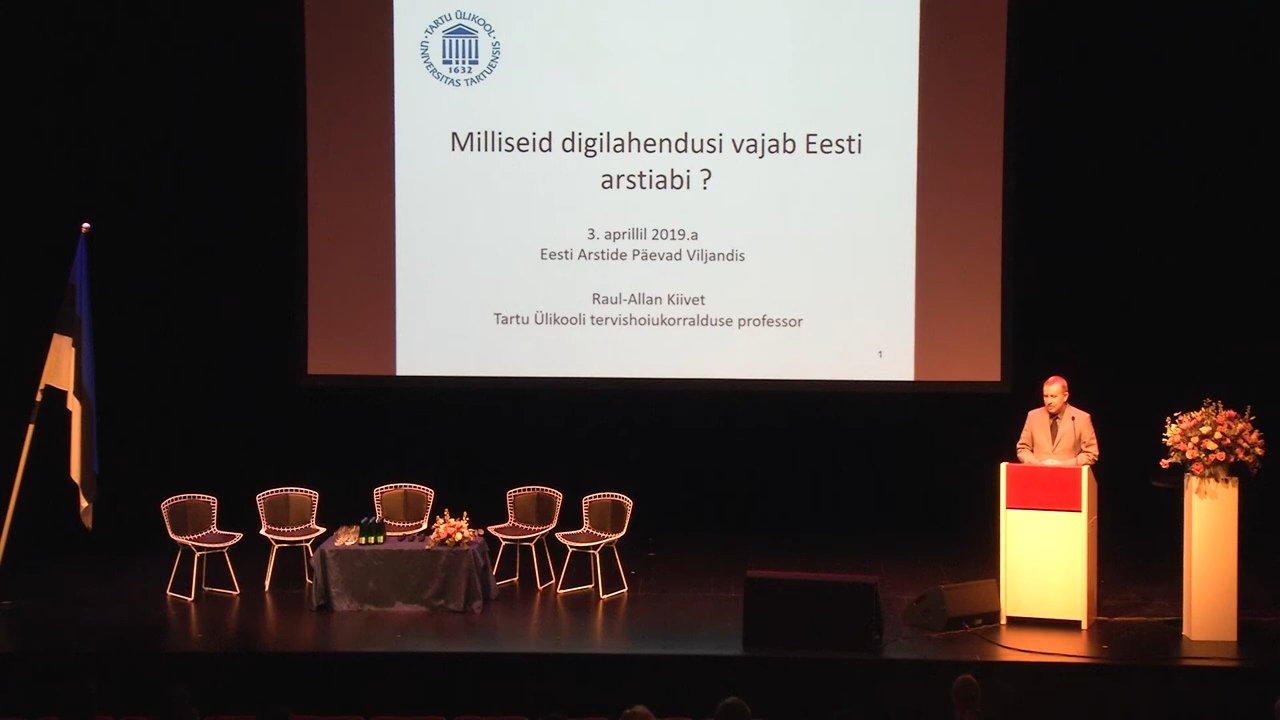 TARTU ÜLIKOOL
UNIVERSITAS TARTUENSIS
1632
Milliseid digilahendusi vajab Eesti
arstiabi ?
3. aprillil 2019.a
Eesti Arstide Päevad Viljandis
Raul-Allan Kiivet
Tartu Ülikooli tervishoiukorralduse professor
1